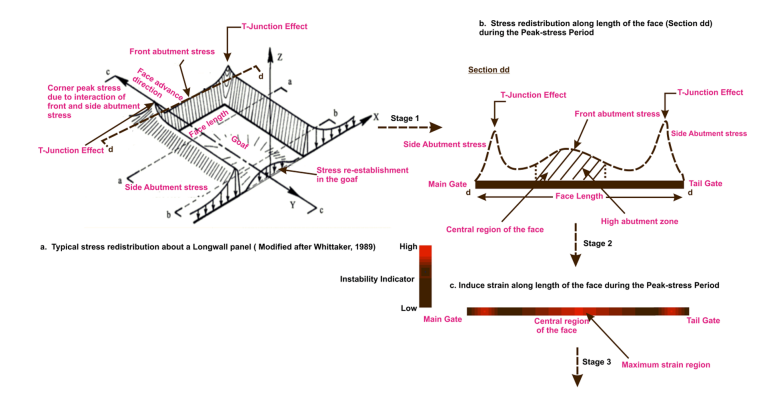 T-Junction Effect
Front abutment stress
Z
c
d
a
Face advance
direction
Corner peak stress
due to interaction of
front and side abutment
stress
b
X
Face length
Goaf
T-Junction Effect
d
Stress re-establishment
in the goaf
a
Side Abutment stress
b
Y
c
a. Typical stress redistribution about a Longwall panel ( Modified after Whittaker, 1989)
Stage 1
b. Stress redistribution along length of the face (Section dd)
during the Peak-stress Period
Section dd
T-Junction Effect
T-Junction Effect
Front abutment stress
Side Abutment stress
Side Abutment stress
Main Gate
Tail Gate
d
d
Face Length
Central region of the face
High abutment zone
Stage 2
High
Instability Indicator
Low
c. Induce strain along length of the face during the Peak-stress Period
Main Gate
Central region
of the face
Tail Gate
Stage 3
Maximum strain region